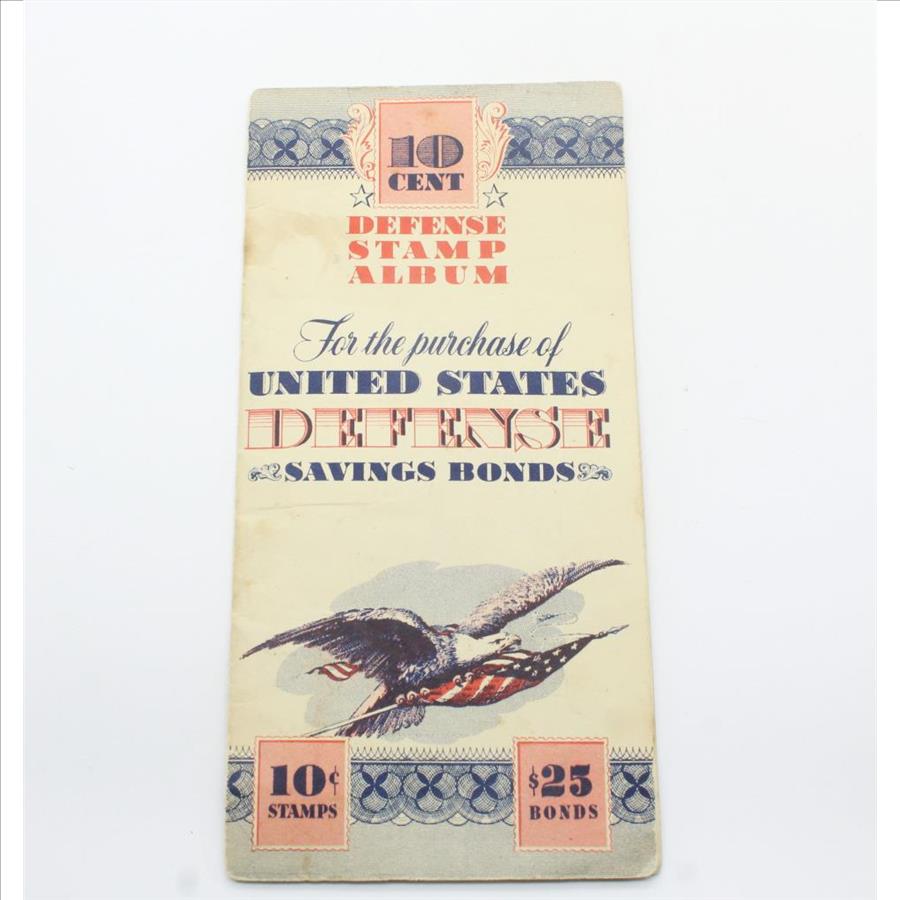 10
CENT
DEFENSE
STAMP
ALBUM
For the purchase of
UNITED STATES
DEFENSE
SAVINGS BONDS
10¢
STAMPS
$25
BONDS